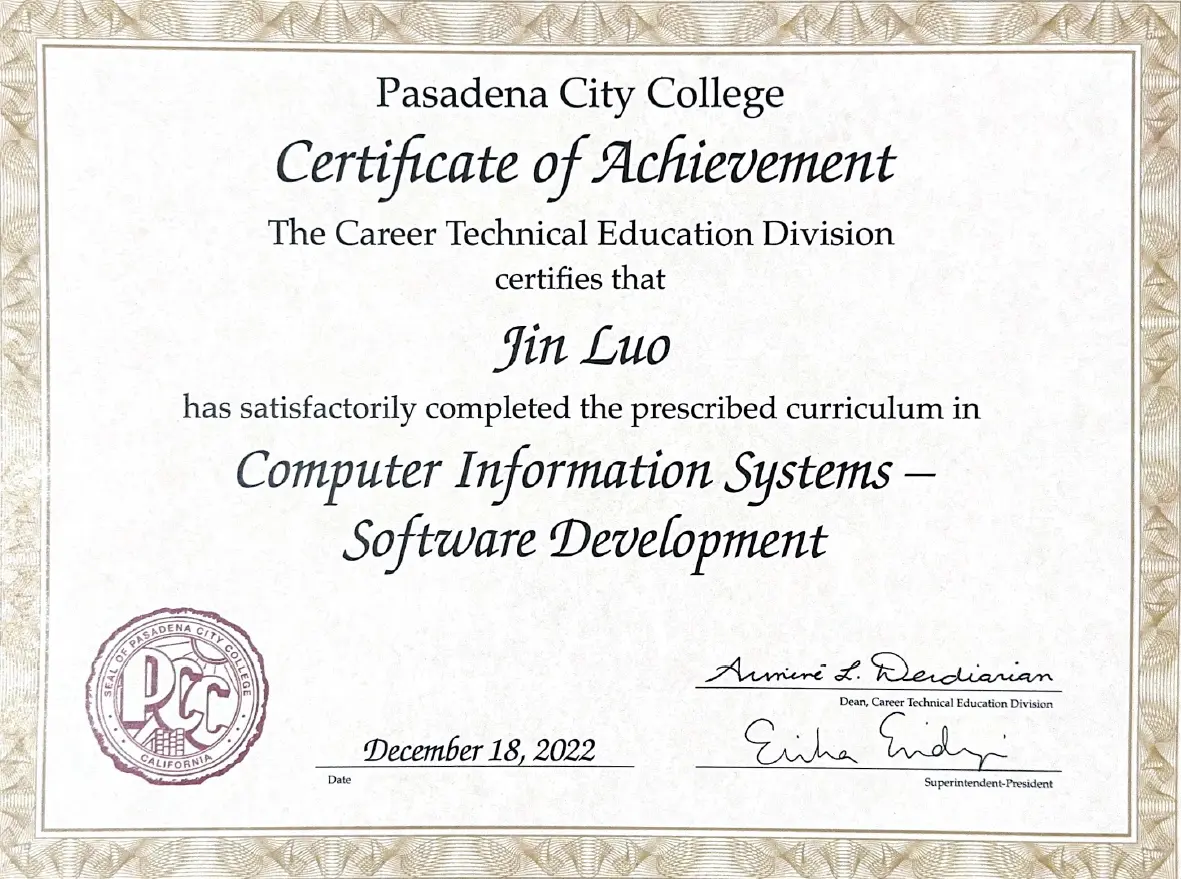 Pasadena City College
Certificate of Achievement
The Career Technical Education Division
certifies that
Jin Luo
has satisfactorily completed the prescribed curriculum in
Computer Information Systems –
Software Development
SEAL OF PASADENA CITY COLLEGE
PCC
CALIFORNIA
December 18, 2022
Date
L. Derdiarian
Dean, Career Technical Education Division
Erika
Superintendent-President